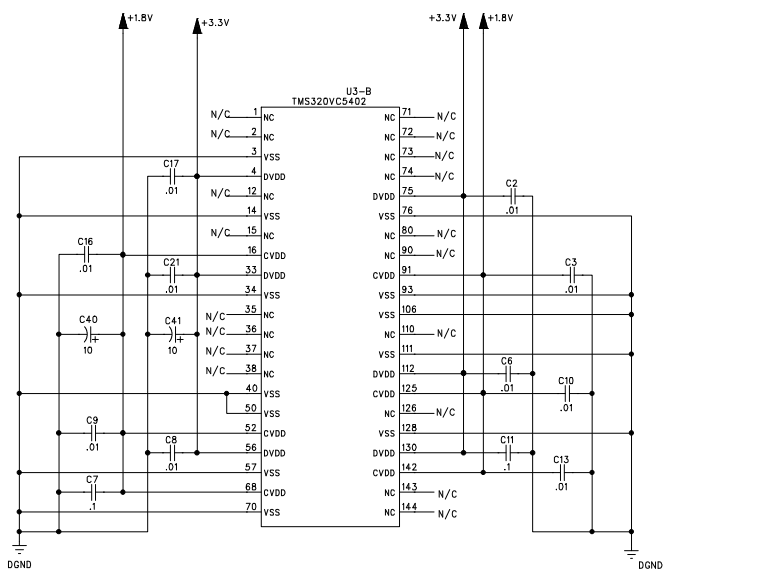 +1.8V +3.3V +3.3V +1.8V
U3-B
TMS320VC5402
N/C 1 NC NC 71 N/C
N/C 2 NC NC 72 N/C
3 VSS NC 73 N/C
C17 .01 4 DVDD NC 74 N/C
N/C 12 NC DVDD 75 C2 .01
14 VSS VSS 76
N/C 15 NC NC 80 N/C
C16 .01 16 CVDD NC 90 N/C
C21 .01 33 DVDD CVDD 91 C3 .01
34 VSS VSS 93
N/C 35 NC VSS 106
C40 10 + C41 10 + N/C 36 NC NC 110 N/C
N/C 37 NC VSS 111
N/C 38 NC DVDD 112 C6 .01
40 VSS CVDD 125 C10 .01
50 VSS NC 126 N/C
C9 .01 52 CVDD VSS 128
C8 .01 56 DVDD DVDD 130 C11 .1
57 VSS CVDD 142 C13 .01
C7 .1 68 CVDD NC 143 N/C
70 VSS NC 144 N/C
DGND DGND